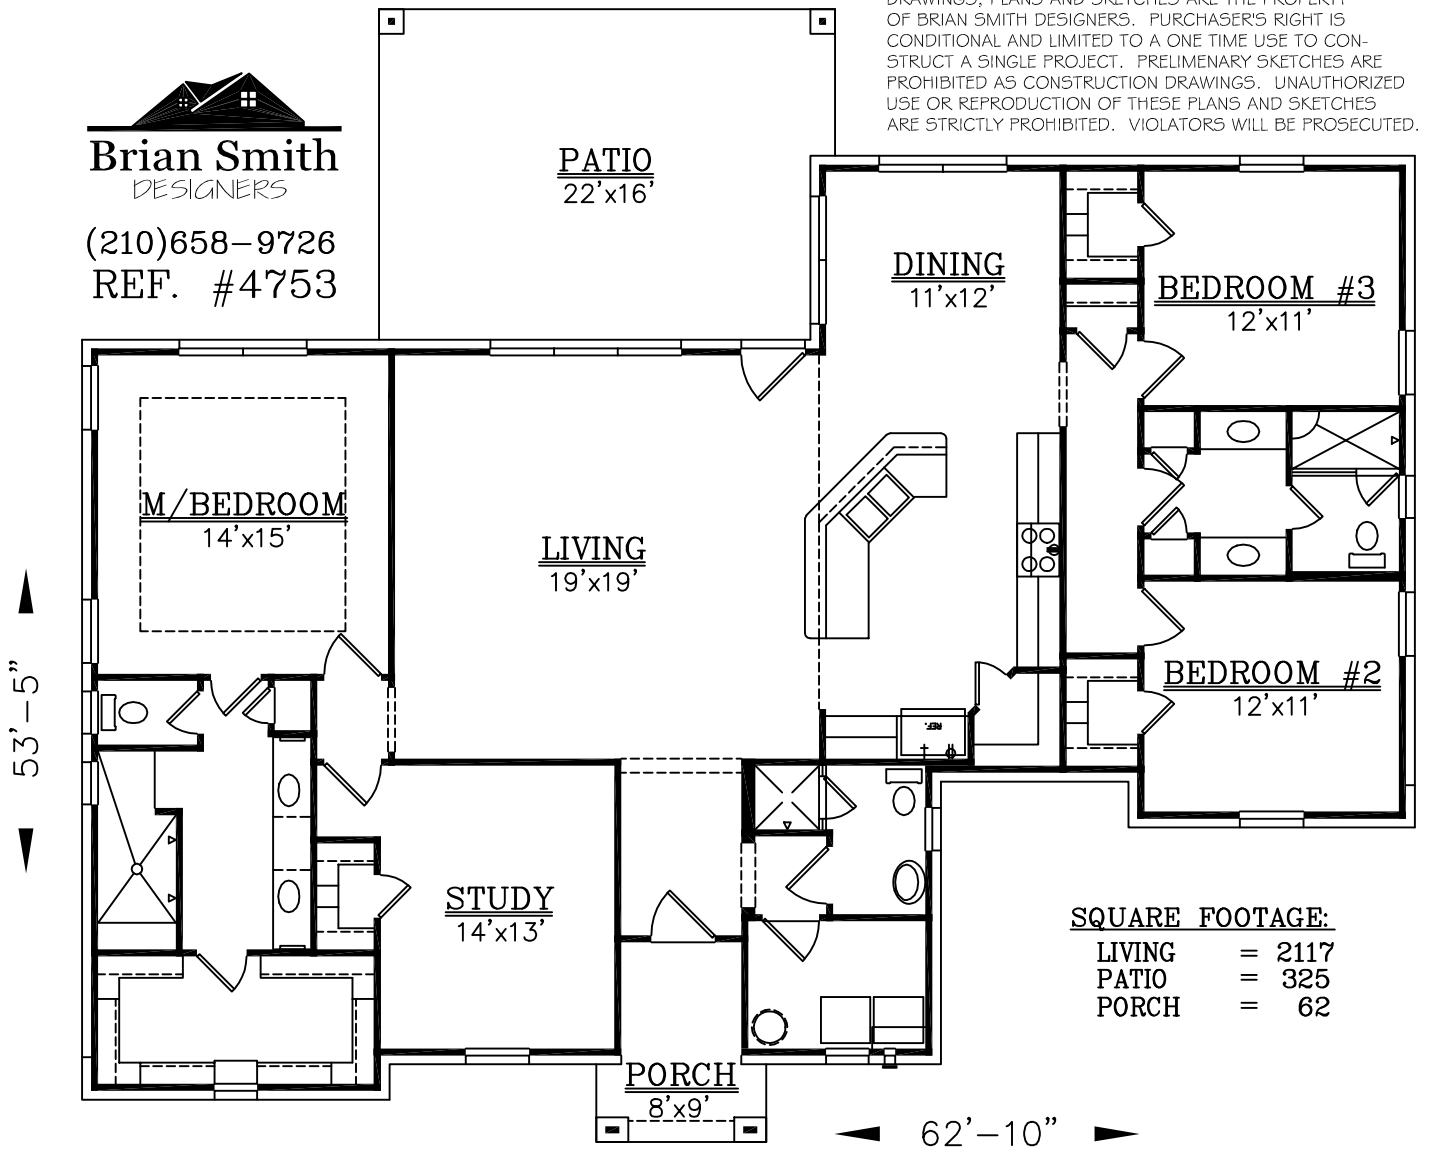 DRAWINGS, PLANS AND SKETCHES ARE THE PROPERTY
OF BRIAN SMITH DESIGNERS. PURCHASER'S RIGHT IS
CONDITIONAL AND LIMITED TO A ONE TIME USE TO CON-
STRUCT A SINGLE PROJECT. PRELIMENARY SKETCHES ARE
PROHIBITED AS CONSTRUCTION DRAWINGS. UNAUTHORIZED
USE OR REPRODUCTION OF THESE PLANS AND SKETCHES
ARE STRICTLY PROHIBITED. VIOLATORS WILL BE PROSECUTED.
Brian Smith
DESIGNERS
(210)658-9726
REF. #4753
PATIO
22'x16'
DINING
11'x12'
BEDROOM #3
12'x11'
M/BEDROOM
14'x15'
LIVING
19'x19'
BEDROOM #2
12'x11'
REF.
53'-5"
STUDY
14'x13'
PORCH
8'x9'
SQUARE FOOTAGE:
LIVING = 2117
PATIO = 325
PORCH = 62
62'-10"